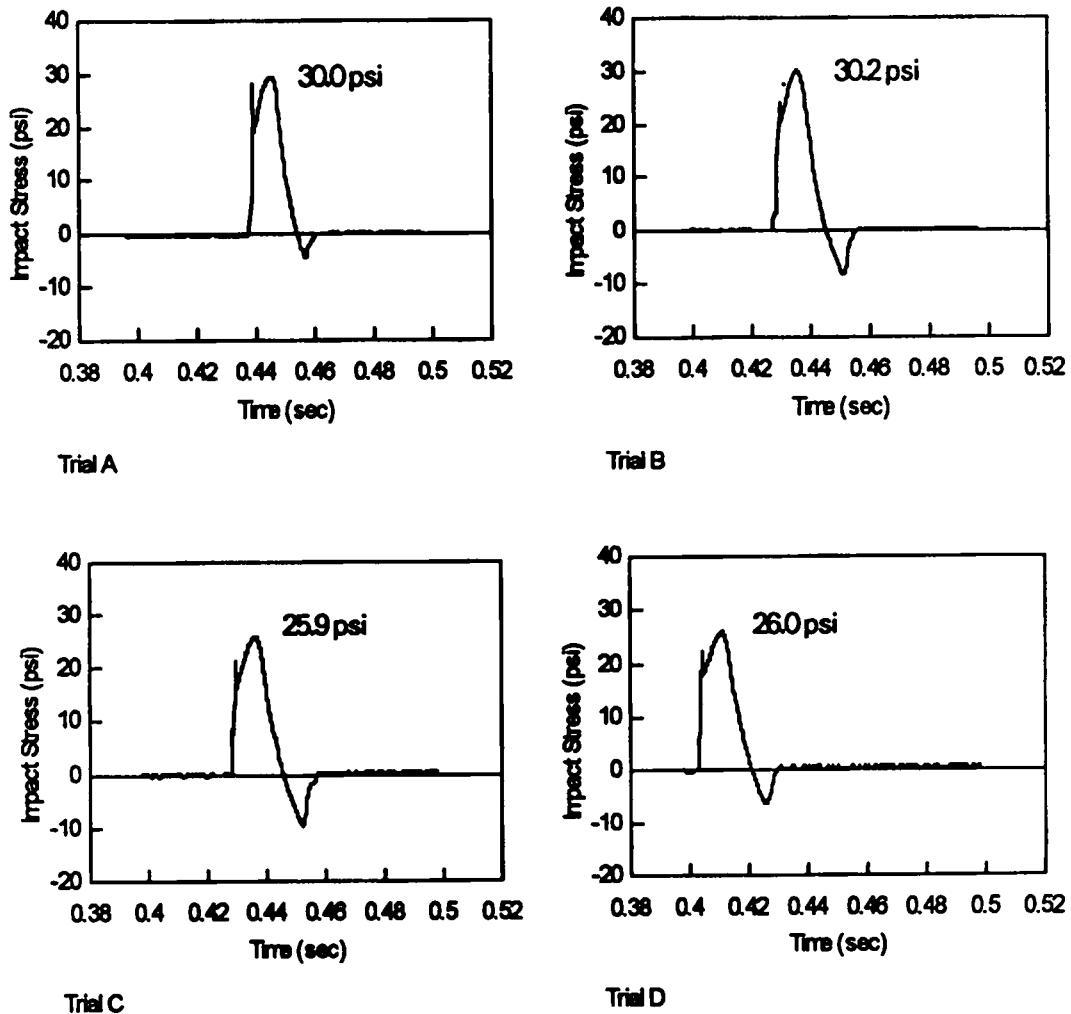 40
30
20
10
0
-10
-20
Impact Stress (psi)
30.0 psi
0.38 0.4 0.42 0.44 0.46 0.48 0.5 0.52
Time (sec)
Trial A
40
30
20
10
0
-10
-20
Impact Stress (psi)
30.2 psi
0.38 0.4 0.42 0.44 0.46 0.48 0.5 0.52
Time (sec)
Trial B
40
30
20
10
0
-10
-20
Impact Stress (psi)
25.9 psi
0.38 0.4 0.42 0.44 0.46 0.48 0.5 0.52
Time (sec)
Trial C
40
30
20
10
0
-10
-20
Impact Stress (psi)
26.0 psi
0.38 0.4 0.42 0.44 0.46 0.48 0.5 0.52
Time (sec)
Trial D